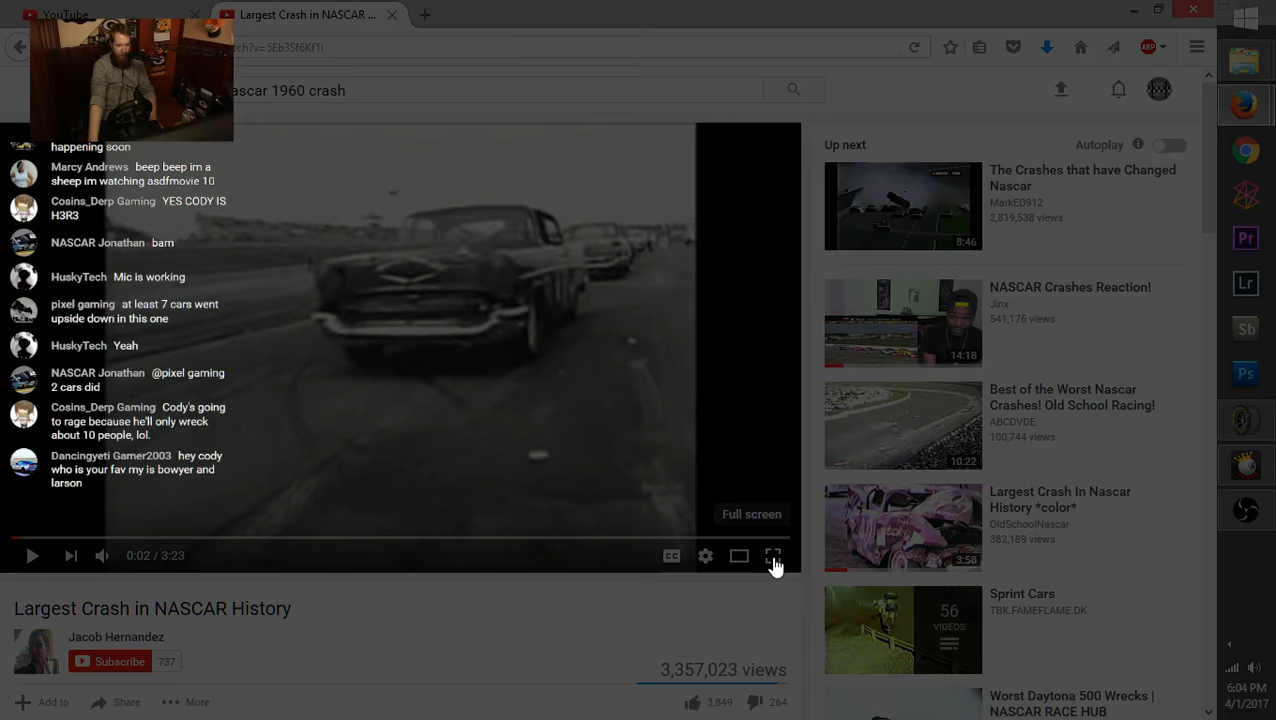 YouTube
Largest Crash in NASCAR ...
rch?v=5Eb3Sf6Kf1I
ABP
ascar 1960 crash
happening soon
Marcy Andrews beep beep im a
sheep im watching asdfmovie 10
Cosins_Derp Gaming YES CODY IS
H3R3
NASCAR Jonathan bam
HuskyTech Mic is working
pixel gaming at least 7 cars went
upside down in this one
HuskyTech Yeah
NASCAR Jonathan @pixel gaming
2 cars did
Cosins_Derp Gaming Cody's going
to rage because he'll only wreck
about 10 people, lol.
Dancingyeti Gamer2003 hey cody
who is your fav my is bowyer and
larson
Full screen
0:02 / 3:23
CC
Largest Crash in NASCAR History
Jacob Hernandez
Subscribe 737
3,357,023 views
Add to
Share
More
3,849
264
Up next
Autoplay
The Crashes that have Changed
Nascar
MarkED912
2,819,538 views
8:46
NASCAR Crashes Reaction!
Jinx
541,176 views
14:18
Best of the Worst Nascar
Crashes! Old School Racing!
ABCDVDE
100,744 views
10:22
Largest Crash In Nascar
History *color*
OldSchoolNascar
382,189 views
3:58
Sprint Cars
TBK.FAMEFLAME.DK
56
VIDEOS
Worst Daytona 500 Wrecks |
NASCAR RACE HUB
Pr
Lr
Sb
Ps
6:04 PM
4/1/2017